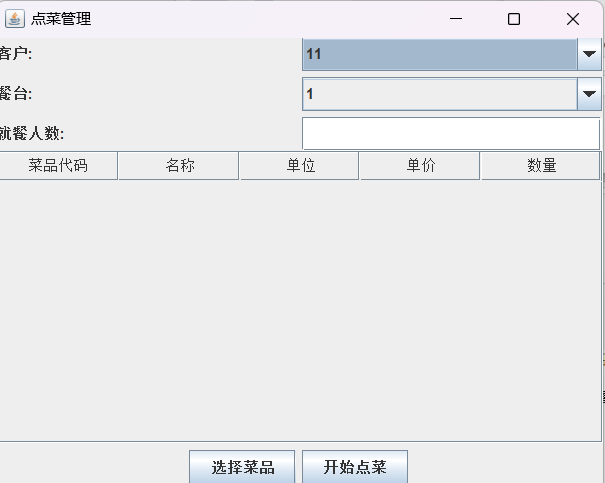 点菜管理
客户: 11
餐台: 1
就餐人数:
菜品代码 名称 单位 单价 数量
选择菜品 开始点菜